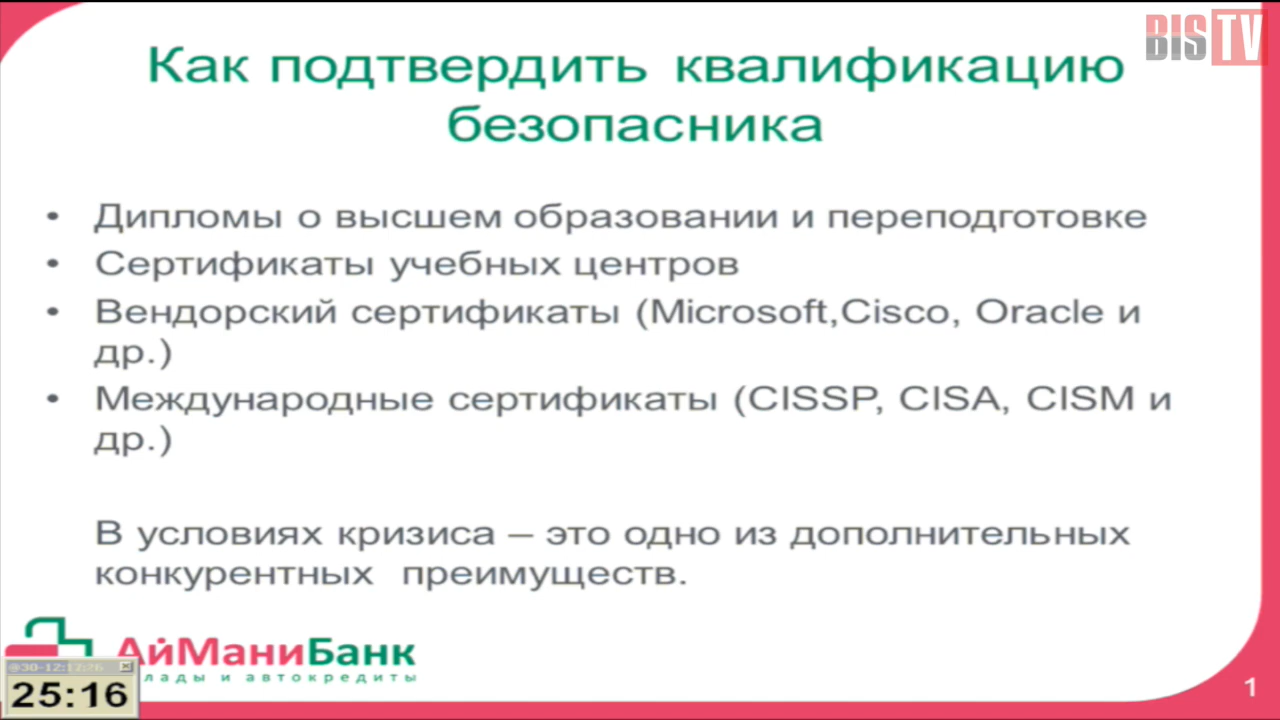 BIS TV
Как подтвердить квалификацию
безопасника
• Дипломы о высшем образовании и переподготовке
• Сертификаты учебных центров
• Вендорский сертификаты (Microsoft,Cisco, Oracle и
др.)
• Международные сертификаты (CISSP, CISA, CISM и
др.)
В условиях кризиса – это одно из дополнительных
конкурентных преимуществ.
АйМаниБанк
лады и автокредиты
25:16
1